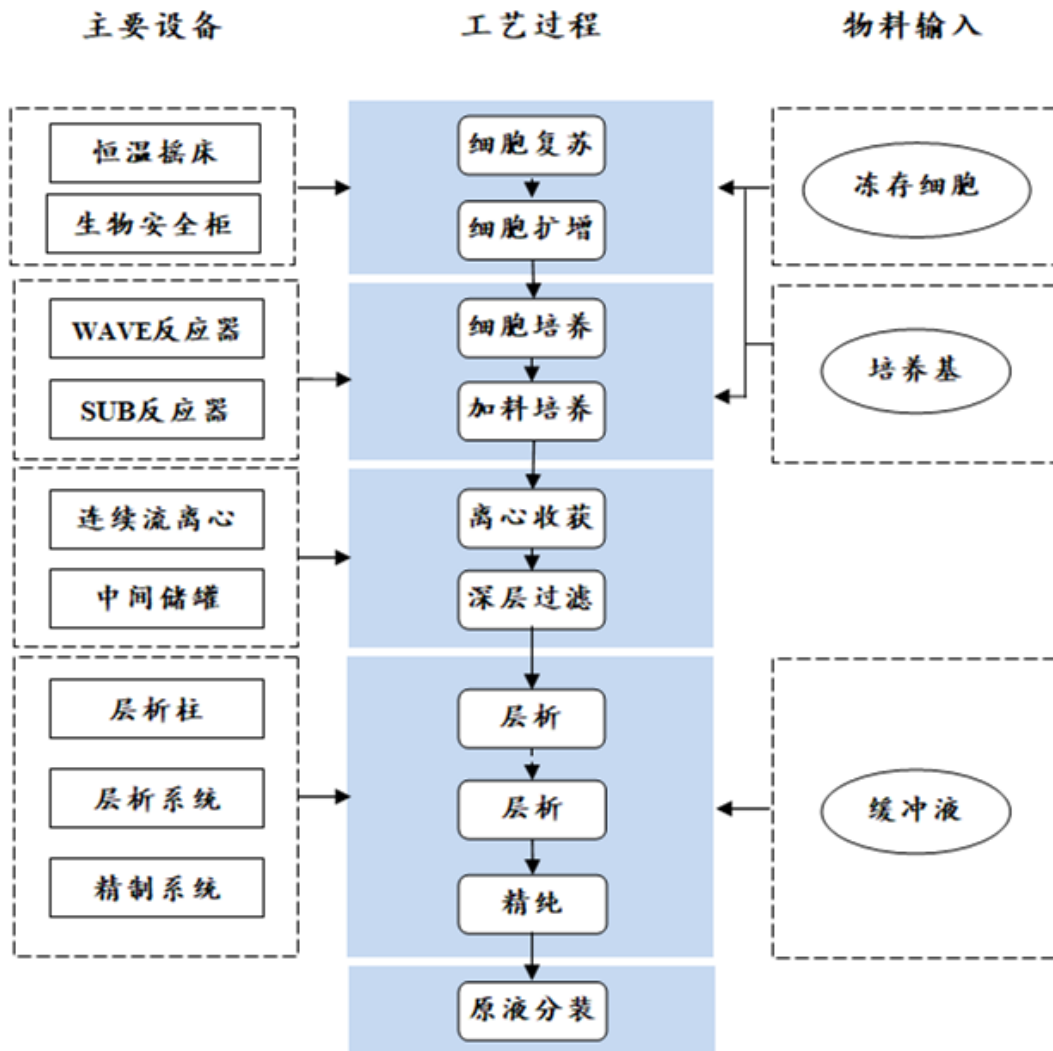 主要设备
工艺过程
物料输入
恒温摇床
生物安全柜
细胞复苏
细胞扩增
冻存细胞
WAVE反应器
SUB反应器
细胞培养
加料培养
培养基
连续流离心
中间储罐
离心收获
深层过滤
层析柱
层析系统
精制系统
层析
层析
精纯
缓冲液
原液分装